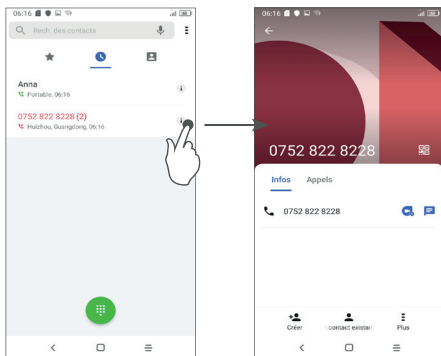 06:16
Rech. des contacts
Anna
Portable, 06:16
0752 822 8228 (2)
Huizhou, Guangdong, 06:16
06:16
0752 822 8228
Infos Appels
0752 822 8228
Créer contact existan Plus